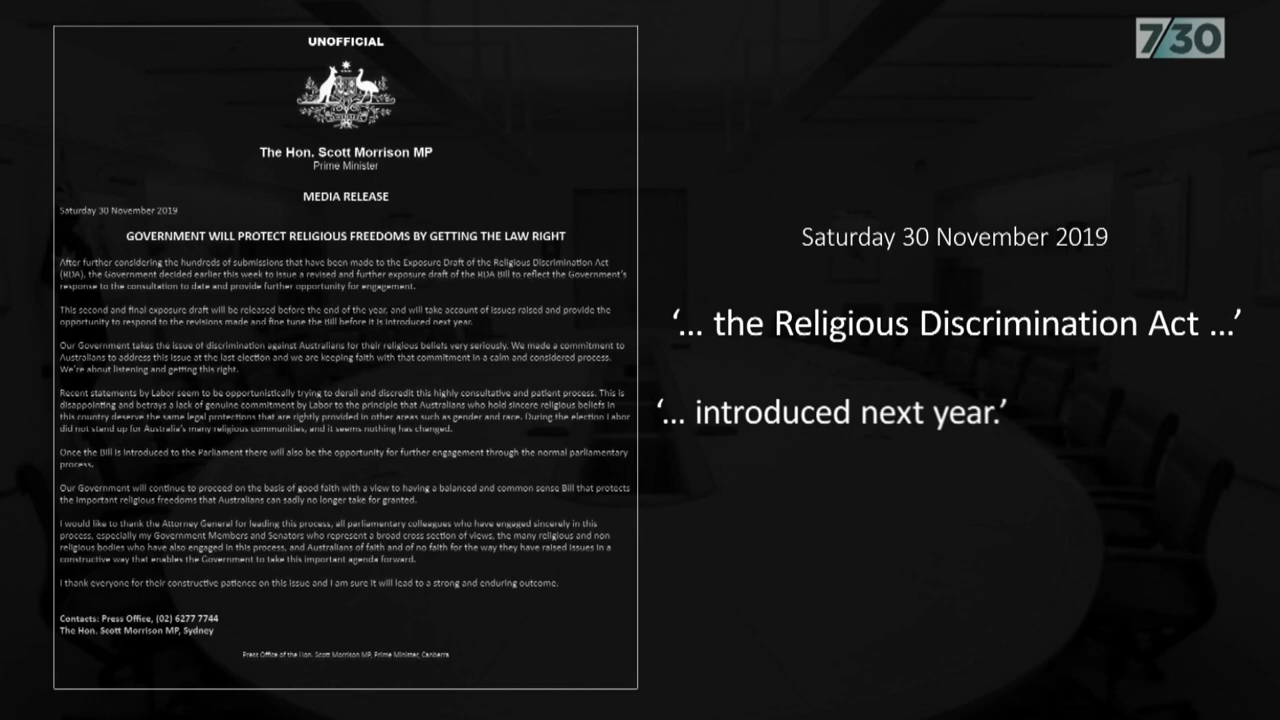 7/30
UNOFFICIAL
The Hon. Scott Morrison MP
Prime Minister
MEDIA RELEASE
Saturday 30 November 2019
GOVERNMENT WILL PROTECT RELIGIOUS FREEDOMS BY GETTING THE LAW RIGHT
After further considering the hundreds of submissions that have been made to the Exposure Draft of the Religious Discrimination Act
(RDA), the Government decided earlier this week to issue a revised and further exposure draft of the RDA Bill to reflect the Government's
response to the consultation to date and provide further opportunity for engagement.
This second and final exposure draft will be released before the end of the year, and will take account of issues raised and provide the
opportunity to respond to the revisions made and fine tune the Bill before it is introduced next year.
Our Government takes the issue of discrimination against Australians for their religious beliefs very seriously. We made a commitment to
Australians to address this issue at the last election and we are keeping faith with that commitment in a calm and considered process.
We're about listening and getting this right.
Recent statements by Labor seem to be opportunistically trying to derail and discredit this highly consultative and patient process. This is
disappointing and betrays a lack of genuine commitment by Labor to the principle that Australians who hold sincere religious beliefs in
this country deserve the same legal protections that are rightly provided in other areas such as gender and race. During the election Labor
did not stand up for Australia's many religious communities, and it seems nothing has changed.
Once the Bill is introduced to the Parliament there will also be the opportunity for further engagement through the normal parliamentary
process.
Our Government will continue to proceed on the basis of good faith with a view to having a balanced and common sense Bill that protects
the important religious freedoms that Australians can sadly no longer take for granted.
I would like to thank the Attorney General for leading this process, all parliamentary colleagues who have engaged sincerely in this
process, especially my Government Members and Senators who represent a broad cross section of views, the many religious and non
religious bodies who have also engaged in this process, and Australians of faith and of no faith for the way they have raised issues in a
constructive way that enables the Government to take this important agenda forward.
I thank everyone for their constructive patience on this issue and I am sure it will lead to a strong and enduring outcome.
Contacts: Press Office, (02) 6277 7744
The Hon. Scott Morrison MP, Sydney
Press Office of the Hon. Scott Morrison MP, Prime Minister, Canberra
Saturday 30 November 2019
‘... the Religious Discrimination Act ...’
‘... introduced next year.’